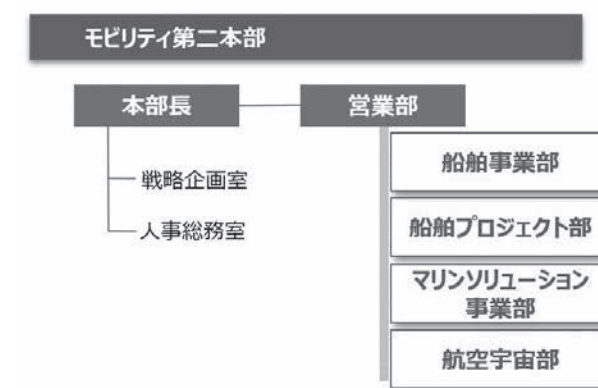 モビリティ第二本部
本部長
営業部
戦略企画室
人事総務室
船舶事業部
船舶プロジェクト部
マリンソリューション
事業部
航空宇宙部